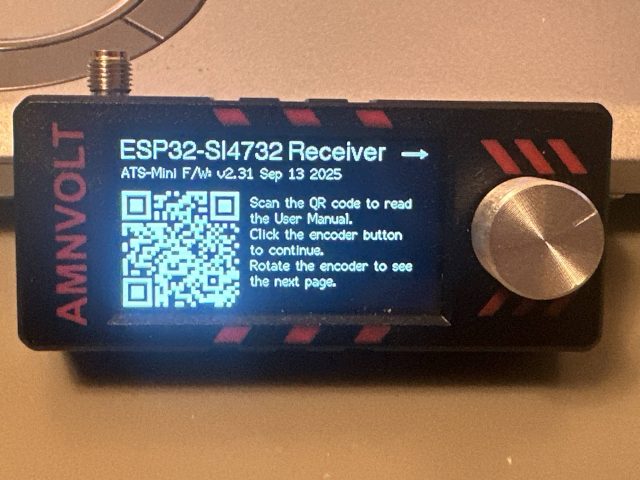 AMNVOLT
ESP32-SI4732 Receiver →
ATS-Mini F/W: v2.31 Sep 13 2025
Scan the QR code to read
the User Manual.
Click the encoder button
to continue.
Rotate the encoder to see
the next page.